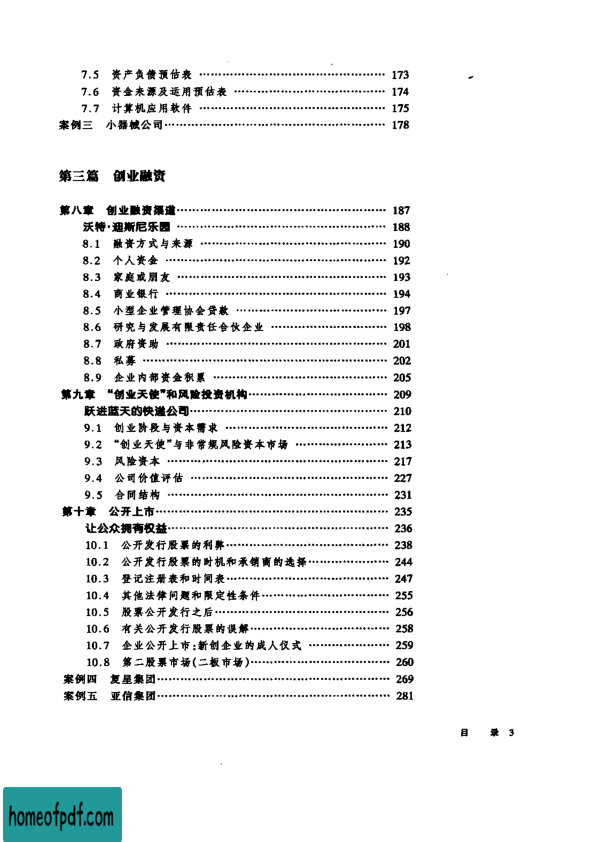 7.5 资产负债预估表 …………………………………… 173
7.6 资金来源及运用预估表 …………………………… 174
7.7 计算机应用软件 …………………………………… 175
案例三 小器械公司…………………………………………… 178
第三篇 创业融资
第八章 创业融资渠道………………………………………… 187
沃特·迪斯尼乐园 ………………………………………… 188
8.1 融资方式与来源 …………………………………… 190
8.2 个人资金 …………………………………………… 192
8.3 家庭或朋友 ………………………………………… 193
8.4 商业银行 …………………………………………… 194
8.5 小型企业管理协会贷款 …………………………… 197
8.6 研究与发展有限责任合伙企业 …………………… 198
8.7 政府资助 …………………………………………… 201
8.8 私募 ………………………………………………… 202
8.9 企业内部资金积累 ………………………………… 205
第九章 “创业天使”和风险投资机构………………………… 209
跃进蓝天的快递公司……………………………………… 210
9.1 创业阶段与资本需求 ……………………………… 212
9.2 “创业天使”与非常规风险资本市场 ……………… 213
9.3 风险资本 …………………………………………… 217
9.4 公司价值评估 ……………………………………… 227
9.5 合同结构 …………………………………………… 231
第十章 公开上市……………………………………………… 235
让公众拥有权益…………………………………………… 236
10.1 公开发行股票的利弊……………………………… 238
10.2 公开发行股票的时机和承销商的选择…………… 244
10.3 登记注册表和时间表……………………………… 247
10.4 其他法律问题和限定性条件……………………… 255
10.5 股票公开发行之后………………………………… 256
10.6 有关公开发行股票的误解………………………… 258
10.7 企业公开上市:新创企业的成人仪式 …………… 259
10.8 第二股票市场(二板市场)………………………… 260
案例四 复星集团……………………………………………… 269
案例五 亚信集团……………………………………………… 281
目 录 3
homeofpdf.com